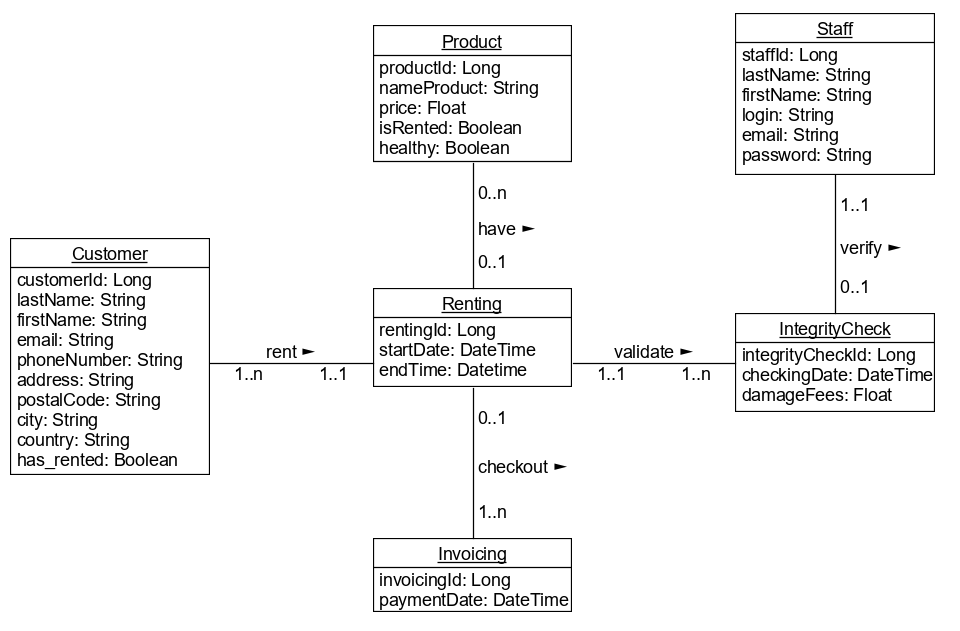 Product
productId: Long
nameProduct: String
price: Float
isRented: Boolean
healthy: Boolean
Staff
staffId: Long
lastName: String
firstName: String
login: String
email: String
password: String
0..n
have ►
0..1
1..1
verify ►
0..1
Customer
customerId: Long
lastName: String
firstName: String
email: String
phoneNumber: String
address: String
postalCode: String
city: String
country: String
has_rented: Boolean
rent ►
1..n
1..1
Renting
rentingId: Long
startDate: DateTime
endTime: Datetime
validate ►
1..1
1..n
IntegrityCheck
integrityCheckId: Long
checkingDate: DateTime
damageFees: Float
0..1
checkout ►
1..n
Invoicing
invoicingId: Long
paymentDate: DateTime